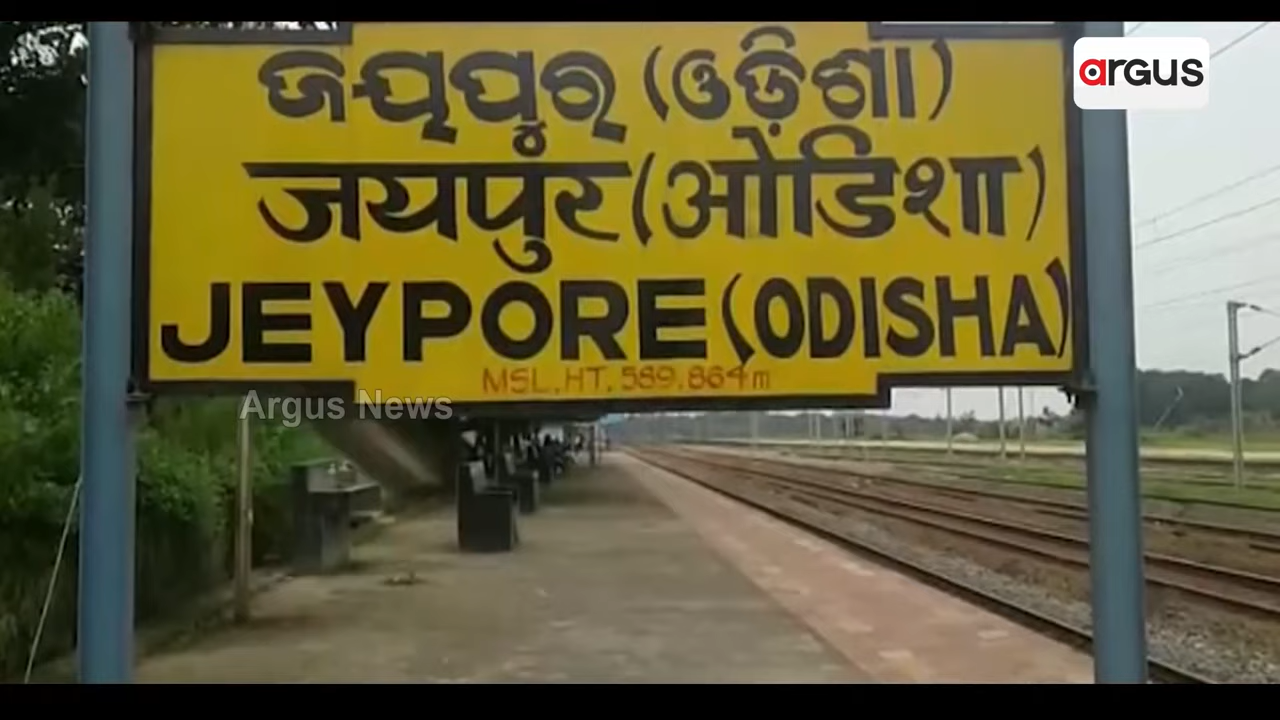 ଜୟପୁର (ଓଡ଼ିଶା)
जयपुर (ओडिशा)
JEYPORE (ODISHA)
MSL.HT. 589.864m
argus
Argus News